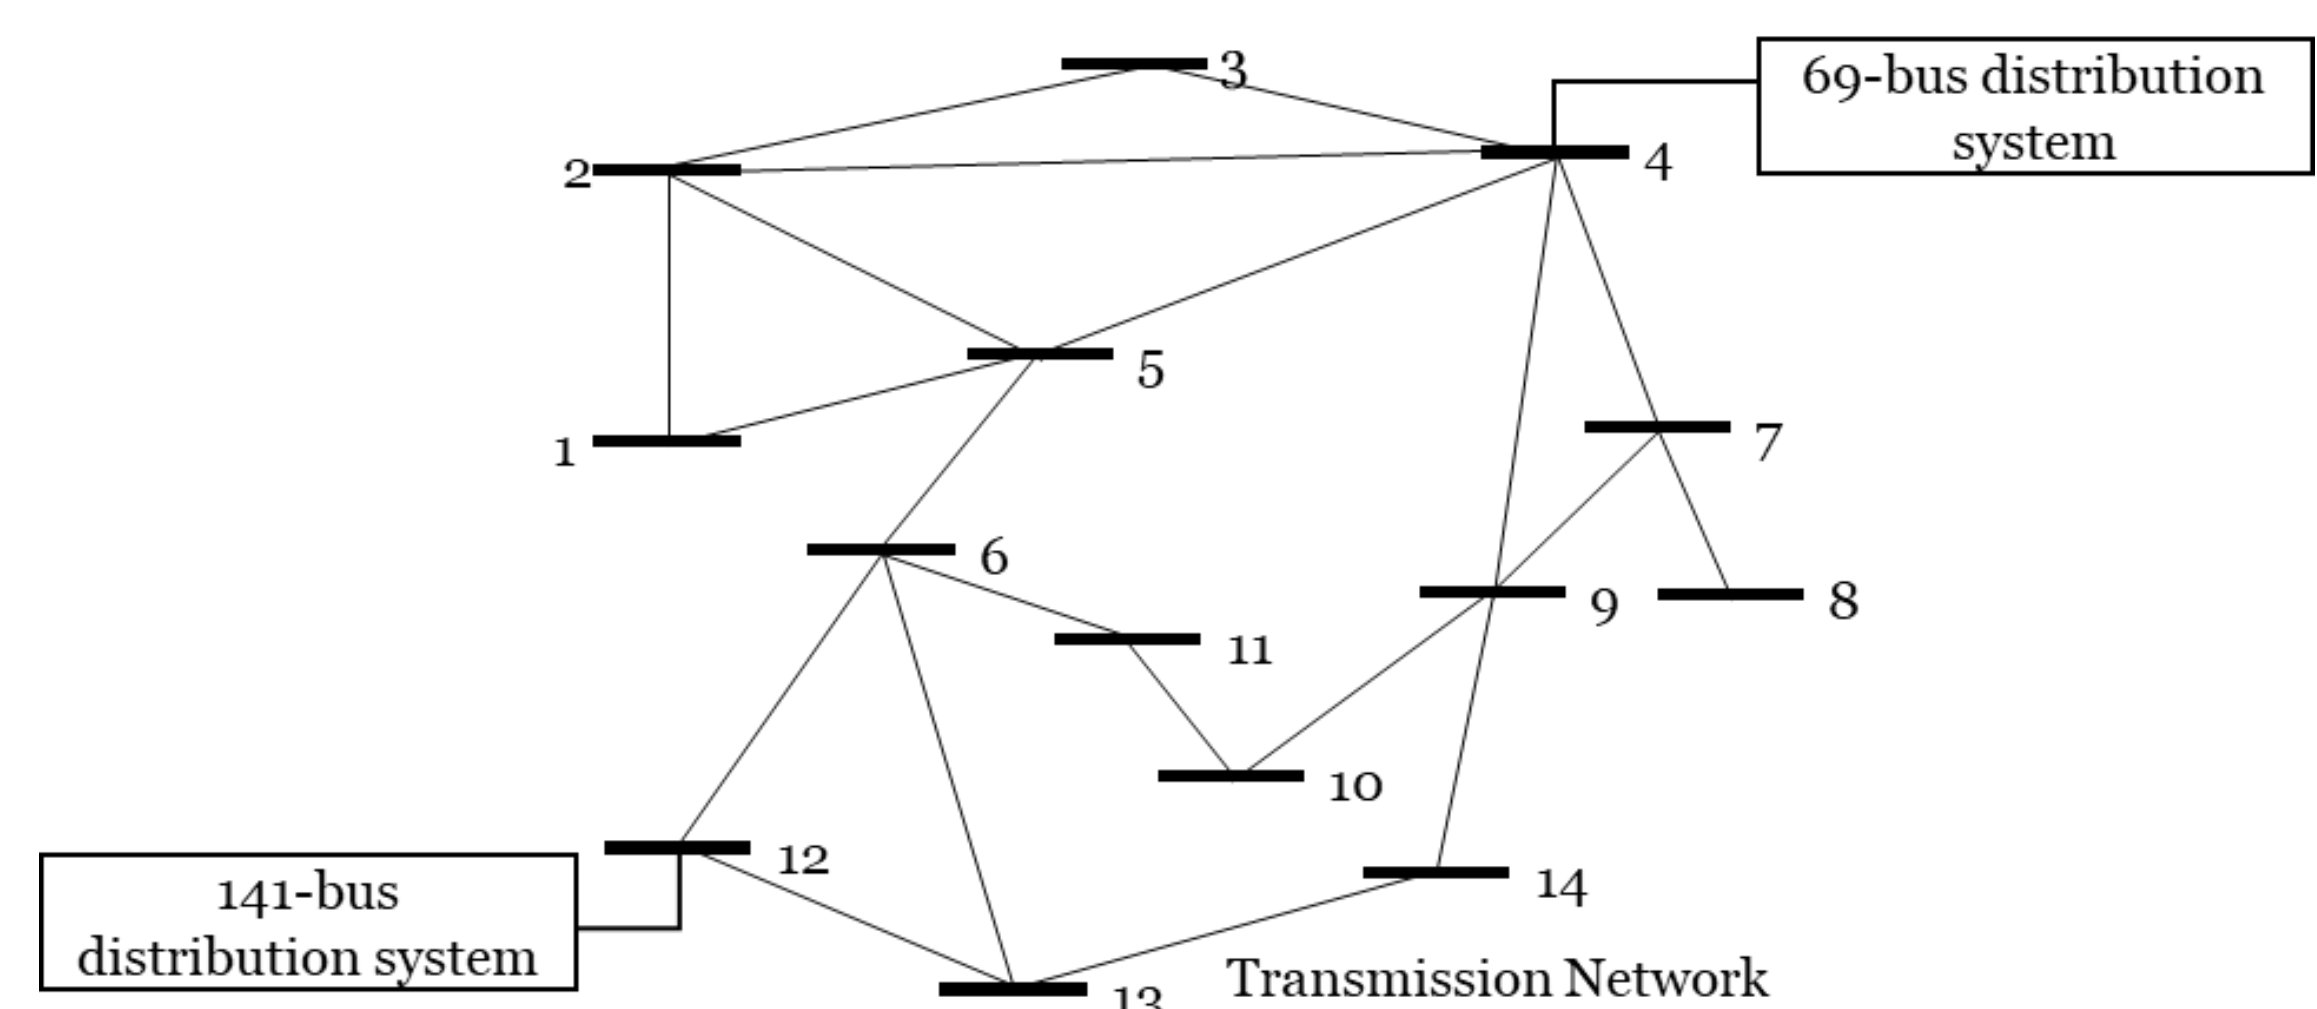 3
69-bus distribution
system
2
4
5
1
7
6
9
8
11
10
12
14
141-bus
distribution system
13
Transmission Network